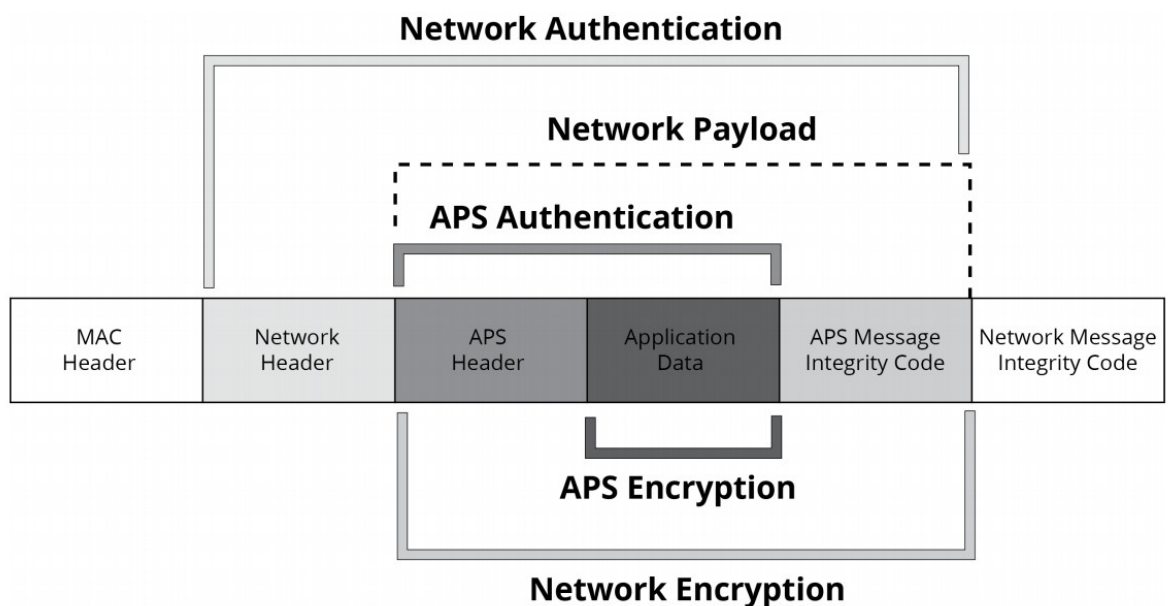 Network Authentication
Network Payload
APS Authentication
MAC
Header
Network
Header
APS
Header
Application
Data
APS Message
Integrity Code
Network Message
Integrity Code
APS Encryption
Network Encryption